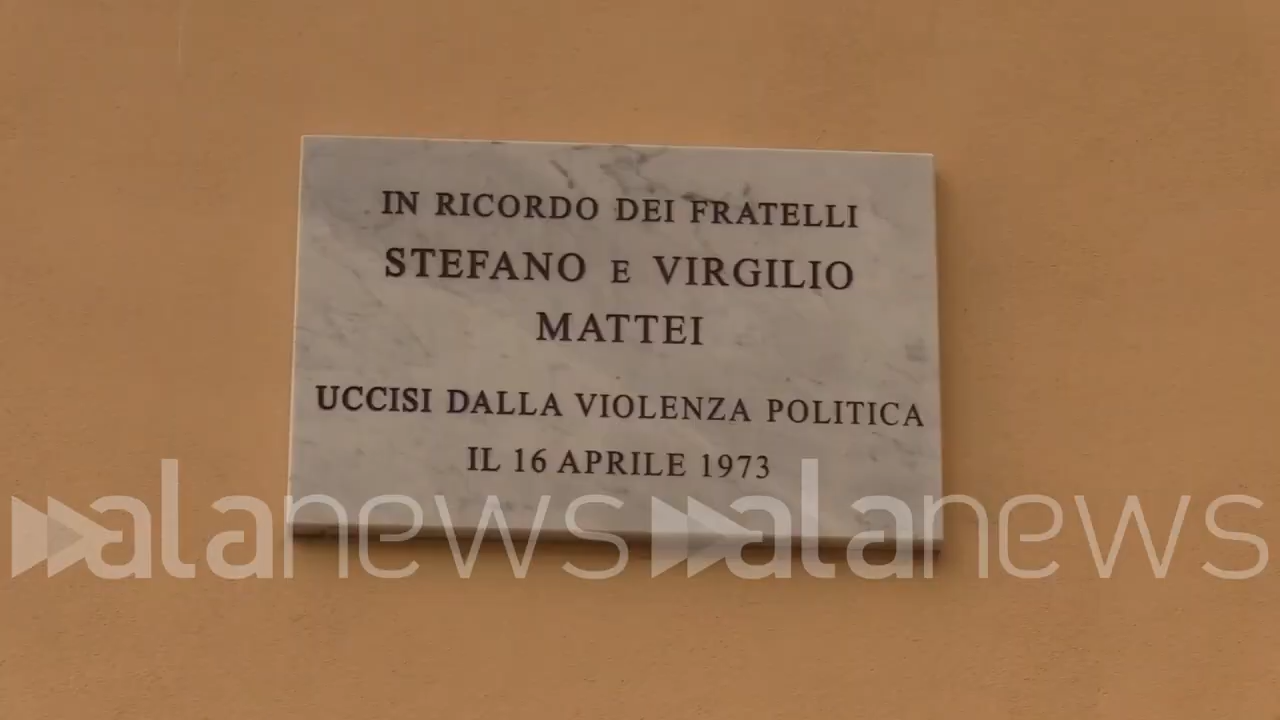 IN RICORDO DEI FRATELLI
STEFANO E VIRGILIO
MATTEI
UCCISI DALLA VIOLENZA POLITICA
IL 16 APRILE 1973
alanews alanews